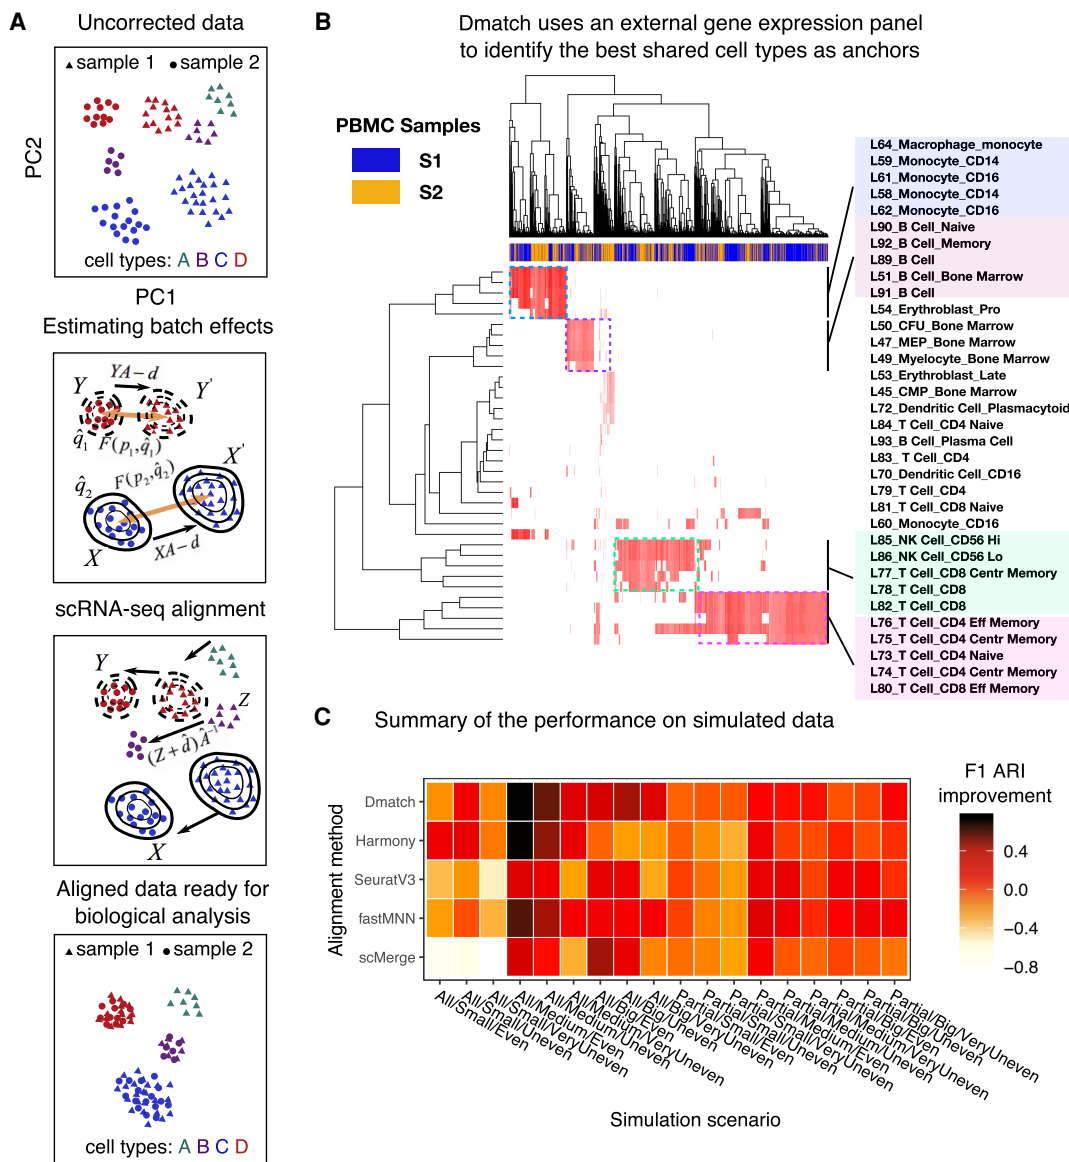 A
Uncorrected data
▲ sample 1 ● sample 2
PC2
cell types: A B C D
PC1
Estimating batch effects
YA – d
Y
Y'
q̂1
F(p1,q̂1)
X'
F(p2,q̂2)
q̂2
X
XA – d
scRNA-seq alignment
Y
Z
(Z + d̂)Â⁻¹
X
Aligned data ready for
biological analysis
▲ sample 1 ● sample 2
cell types: A B C D
B
Dmatch uses an external gene expression panel
to identify the best shared cell types as anchors
PBMC Samples
S1
S2
L64_Macrophage_monocyte
L59_Monocyte_CD14
L61_Monocyte_CD16
L58_Monocyte_CD14
L62_Monocyte_CD16
L90_B Cell_Naive
L92_B Cell_Memory
L89_B Cell
L51_B Cell_Bone Marrow
L91_B Cell
L54_Erythroblast_Pro
L50_CFU_Bone Marrow
L47_MEP_Bone Marrow
L49_Myelocyte_Bone Marrow
L53_Erythroblast_Late
L45_CMP_Bone Marrow
L72_Dendritic Cell_Plasmacytoid
L84_T Cell_CD4 Naive
L93_B Cell_Plasma Cell
L83_ T Cell_CD4
L70_Dendritic Cell_CD16
L79_T Cell_CD4
L81_T Cell_CD8 Naive
L60_Monocyte_CD16
L85_NK Cell_CD56 Hi
L86_NK Cell_CD56 Lo
L77_T Cell_CD8 Centr Memory
L78_T Cell_CD8
L82_T Cell_CD8
L76_T Cell_CD4 Eff Memory
L75_T Cell_CD4 Centr Memory
L73_T Cell_CD4 Naive
L74_T Cell_CD4 Centr Memory
L80_T Cell_CD8 Eff Memory
C
Summary of the performance on simulated data
Alignment method
Dmatch
Harmony
SeuratV3
fastMNN
scMerge
All/Small/Even
All/Small/Uneven
All/Small/VeryUneven
All/Medium/Even
All/Medium/Uneven
All/Medium/VeryUneven
All/Big/Even
All/Big/Uneven
All/Big/VeryUneven
Partial/Small/Even
Partial/Small/Uneven
Partial/Small/VeryUneven
Partial/Medium/Even
Partial/Medium/Uneven
Partial/Medium/VeryUneven
Partial/Big/Even
Partial/Big/Uneven
Partial/Big/VeryUneven
Simulation scenario
F1 ARI
improvement
0.4
0.0
−0.4
−0.8